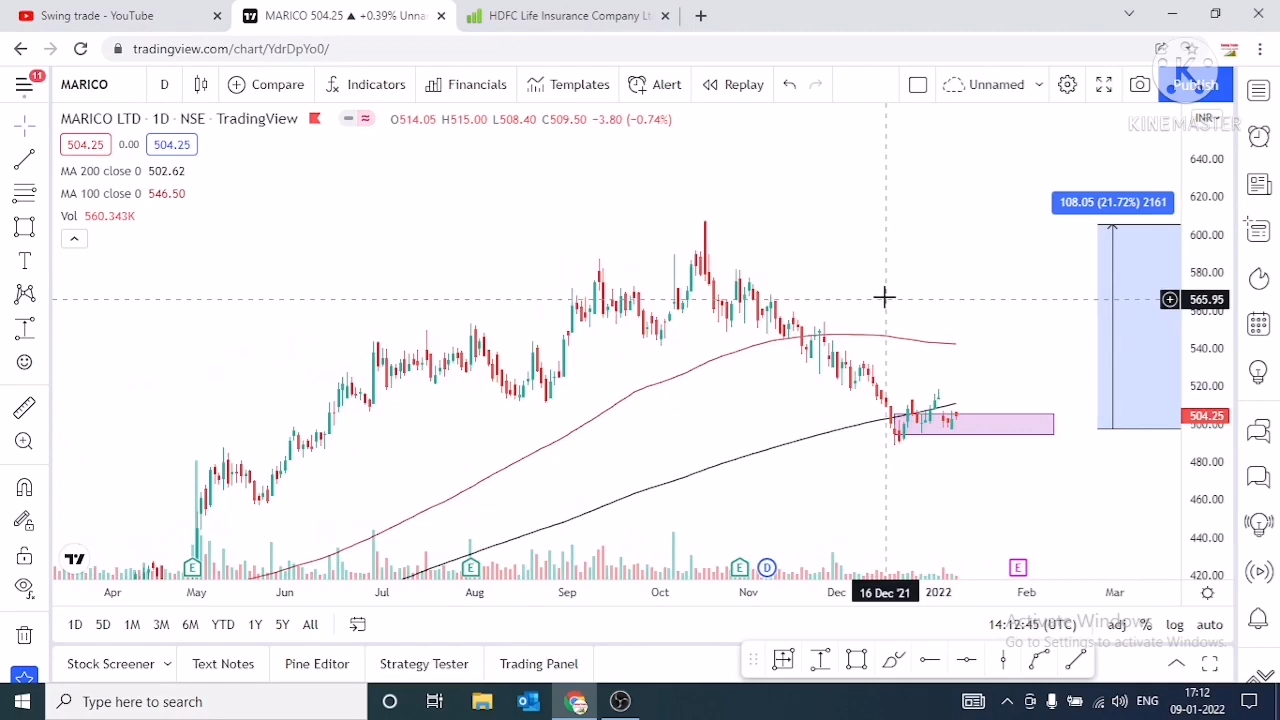 Swing trade - YouTube
MARICO 504.25 ▲ +0.39% Unna
HDFC Life Insurance Company Lt
tradingview.com/chart/YdrDpYo0/
11
MARICO
D
Compare
Indicators
Financials
Templates
Alert
Replay
Unnamed
Publish
K
KINEMASTER
MARICO LTD · 1D · NSE · TradingView
O514.05 H515.00 L508.40 C509.50 −3.80 (−0.74%)
INR
504.25 0.00 504.25
MA 200 close 0 502.62
MA 100 close 0 546.50
Vol 560.343K
108.05 (21.72%) 2161
640.00
620.00
600.00
580.00
565.95
560.00
540.00
520.00
504.25
500.00
480.00
460.00
440.00
420.00
E E E D E
Apr May Jun Jul Aug Sep Oct Nov Dec 16 Dec '21 2022 Feb Mar
1D 5D 1M 3M 6M YTD 1Y 5Y All
14:12:45 (UTC) adj % log auto
Activate Windows
Go to Settings to activate Windows.
Stock Screener Text Notes Pine Editor Strategy Tester Trading Panel
Type here to search
ENG
17:12
09-01-2022